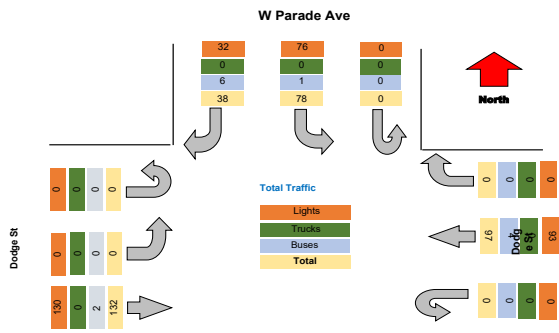 W Parade Ave
32 76 0
0 0 0
6 1 0
38 78 0
North
0 0 0 0
0 0 0 0
Total Traffic
Lights
Trucks
Buses
Total
Dodge St
0 0 0 0
97 93
Dodg
e St
130 0 2 132
0 0 0 0